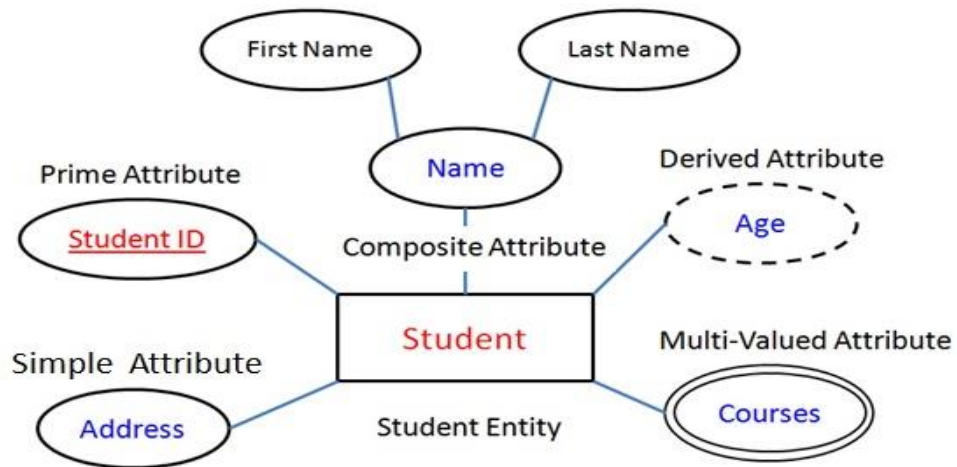 First Name
Last Name
Name
Prime Attribute
Derived Attribute
Student ID
Age
Composite Attribute
Student
Simple Attribute
Multi-Valued Attribute
Address
Student Entity
Courses